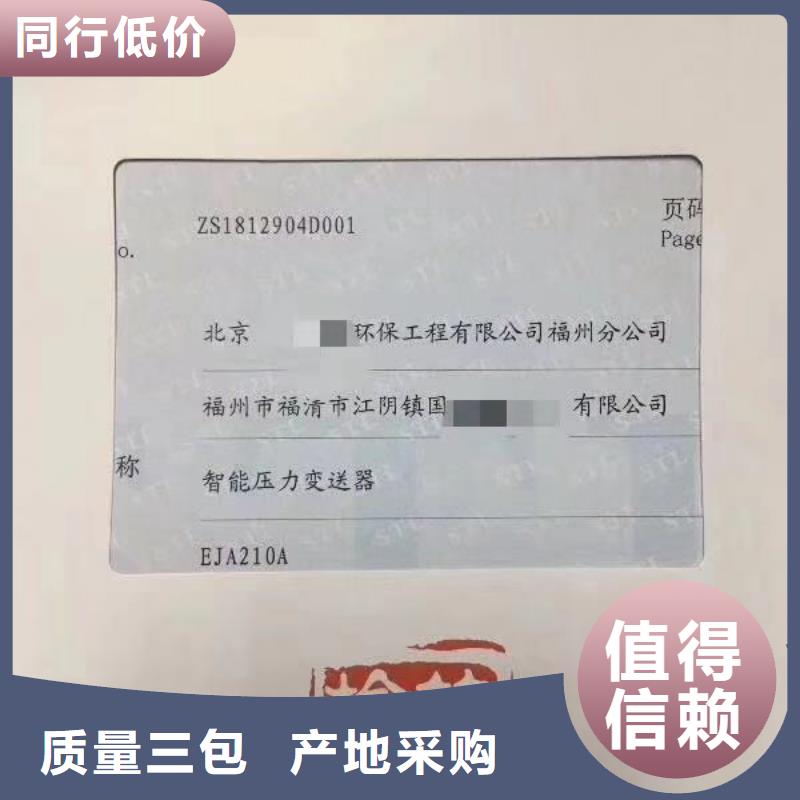 同行低价
页码
Page
o.
ZS1812904D001
北京 环保工程有限公司福州分公司
福州市福清市江阴镇国 有限公司
称
智能压力变送器
EJA210A
值得
信赖
质量三包 产地采购